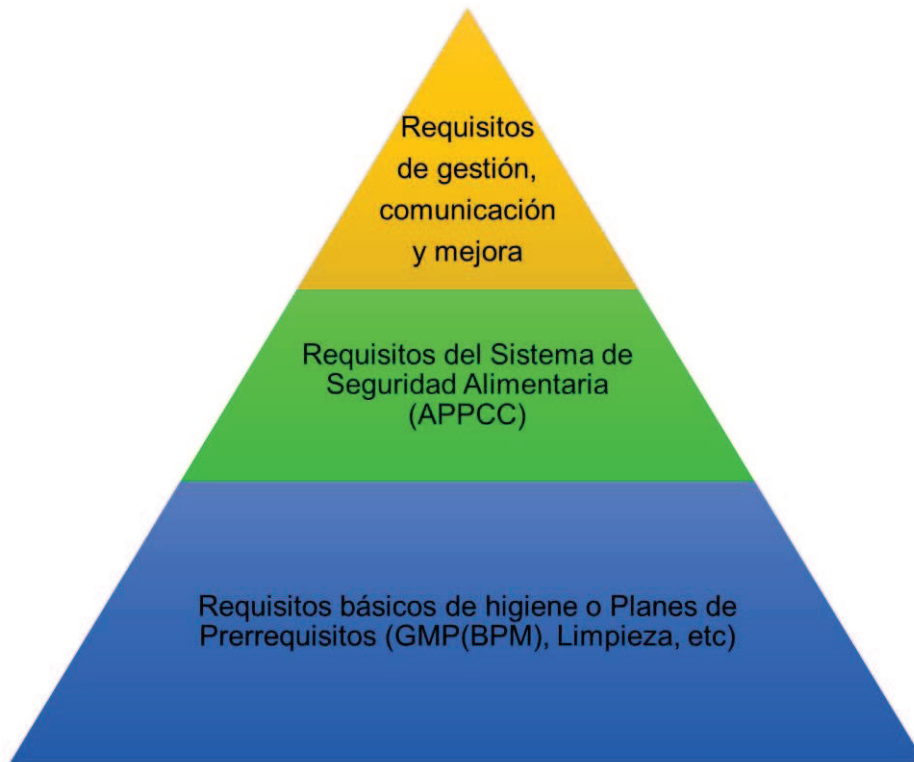 Requisitos
de gestión,
comunicación
y mejora
Requisitos del Sistema de
Seguridad Alimentaria
(APPCC)
Requisitos básicos de higiene o Planes de
Prerrequisitos (GMP(BPM), Limpieza, etc)